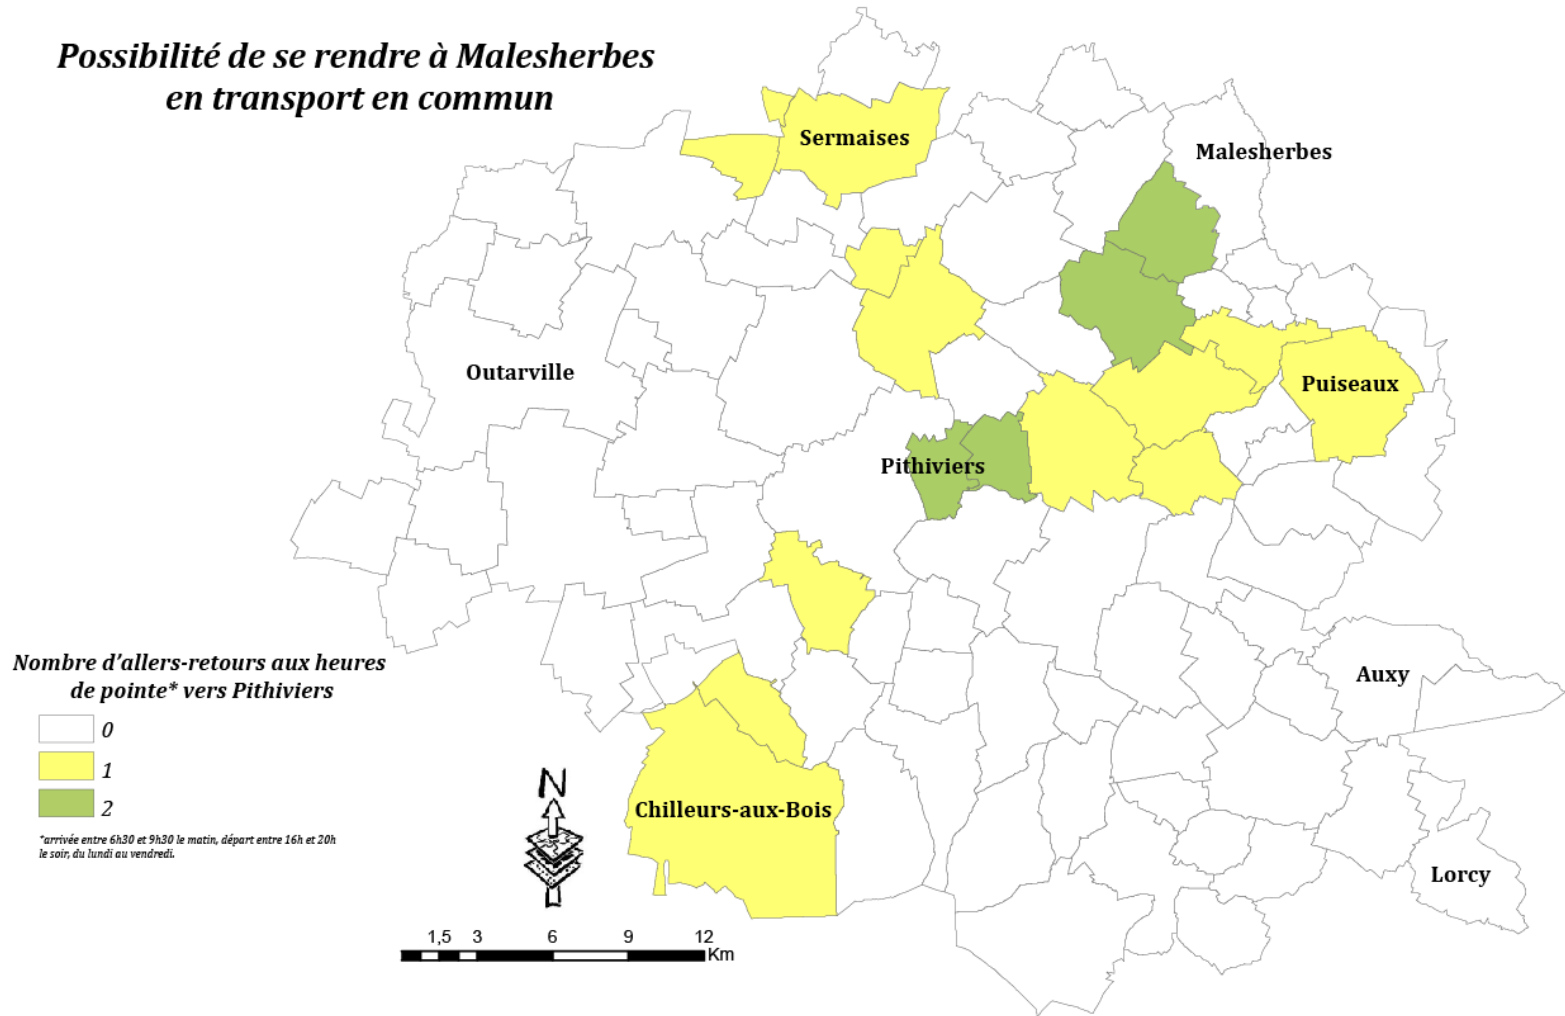 Possibilité de se rendre à Malesherbes
en transport en commun
Sermaises
Malesherbes
Outarville
Puiseaux
Pithiviers
Nombre d'allers-retours aux heures
de pointe* vers Pithiviers
0
1
2
*arrivée entre 6h30 et 9h30 le matin, départ entre 16h et 20h
le soir, du lundi au vendredi.
Auxy
Chilleurs-aux-Bois
Lorcy
N
1,5 3 6 9 12
Km